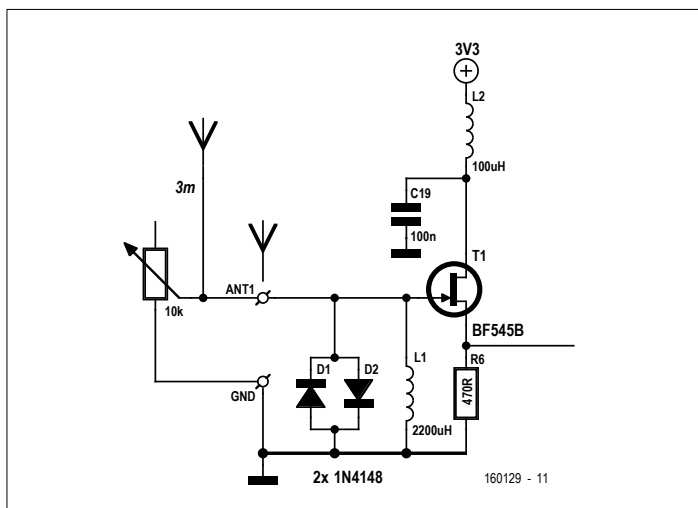 3V3
L2
100uH
C19
100n
3m
T1
ANT1
10k
BF545B
R6
470R
D1
D2
L1
GND
2200uH
2x 1N4148
160129 - 11